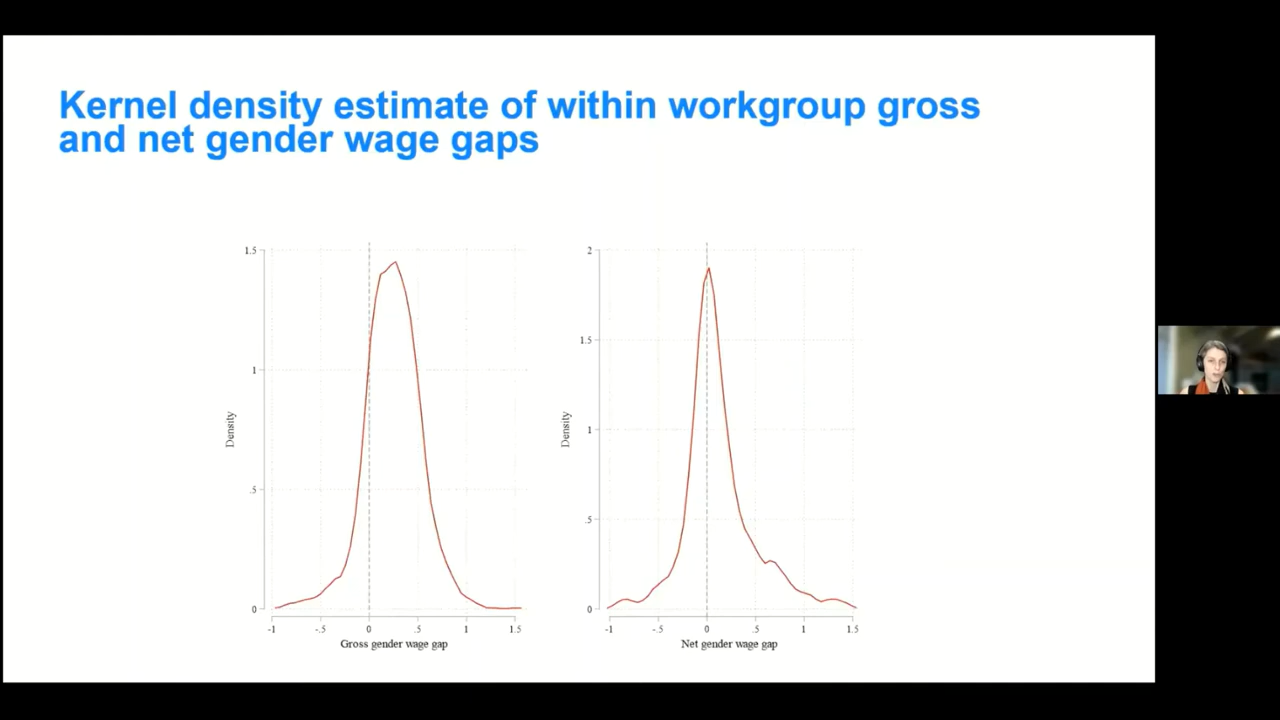 Kernel density estimate of within workgroup gross
and net gender wage gaps
1.5
1
.5
0
Density
-1 -.5 0 .5 1 1.5
Gross gender wage gap
2
1.5
1
.5
0
Density
-1 -.5 0 .5 1 1.5
Net gender wage gap